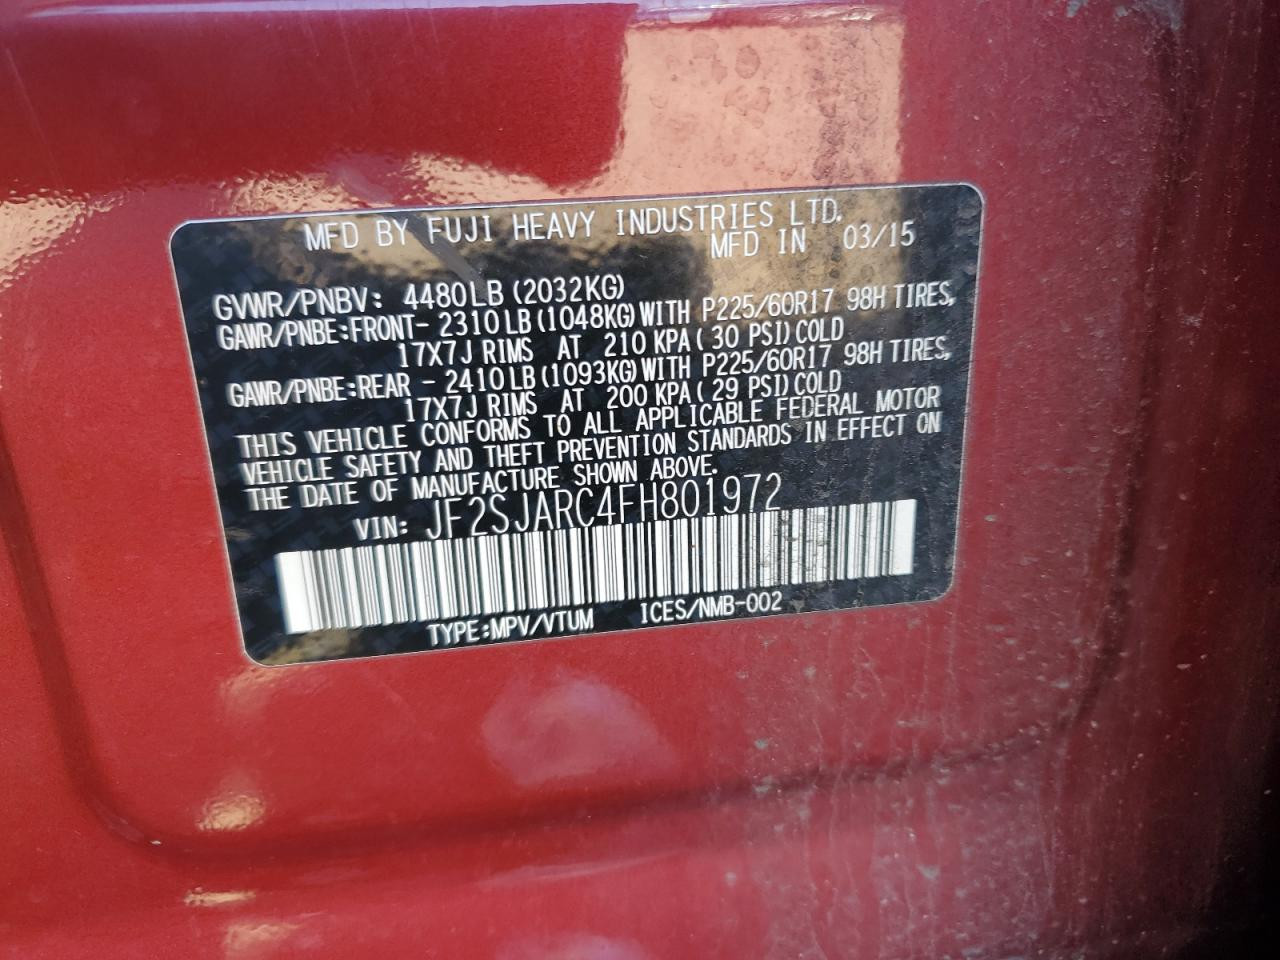 MFD BY FUJI HEAVY INDUSTRIES LTD.
MFD IN 03/15
GVWR/PNBV: 4480LB (2032KG)
GAWR/PNBE:FRONT- 2310LB (1048KG) WITH P225/60R17 98H TIRES,
17X7J RIMS AT 210 KPA ( 30 PSI) COLD
GAWR/PNBE:REAR - 2410LB (1093KG) WITH P225/60R17 98H TIRES,
17X7J RIMS AT 200 KPA ( 29 PSI) COLD
THIS VEHICLE CONFORMS TO ALL APPLICABLE FEDERAL MOTOR
VEHICLE SAFETY AND THEFT PREVENTION STANDARDS IN EFFECT ON
THE DATE OF MANUFACTURE SHOWN ABOVE.
VIN: JF2SJARC4FH801972
TYPE:MPV/VTUM ICES/NMB-002